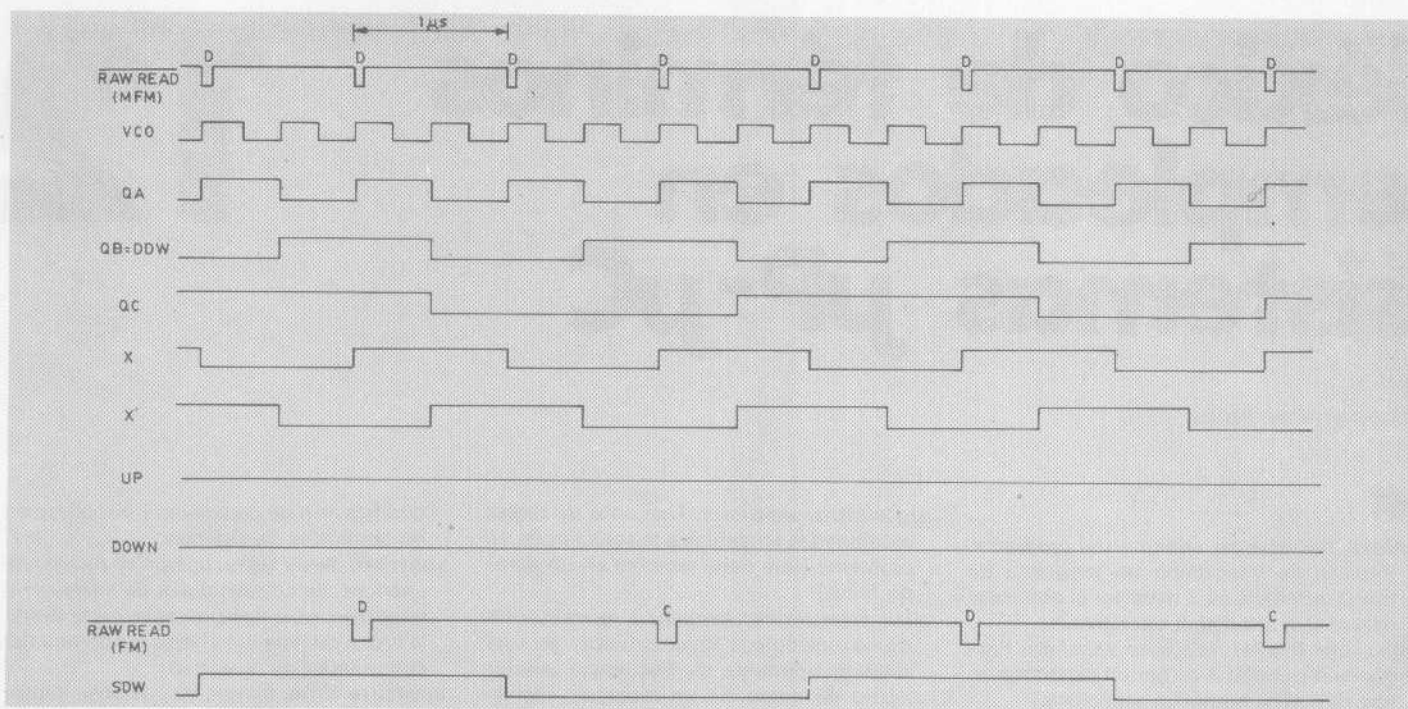 1μs
D D D D D D D D
RAW READ
(MFM)
VCO
QA
QB=DDW
QC
X
X'
UP
DOWN
D C D C
RAW READ
(FM)
SDW